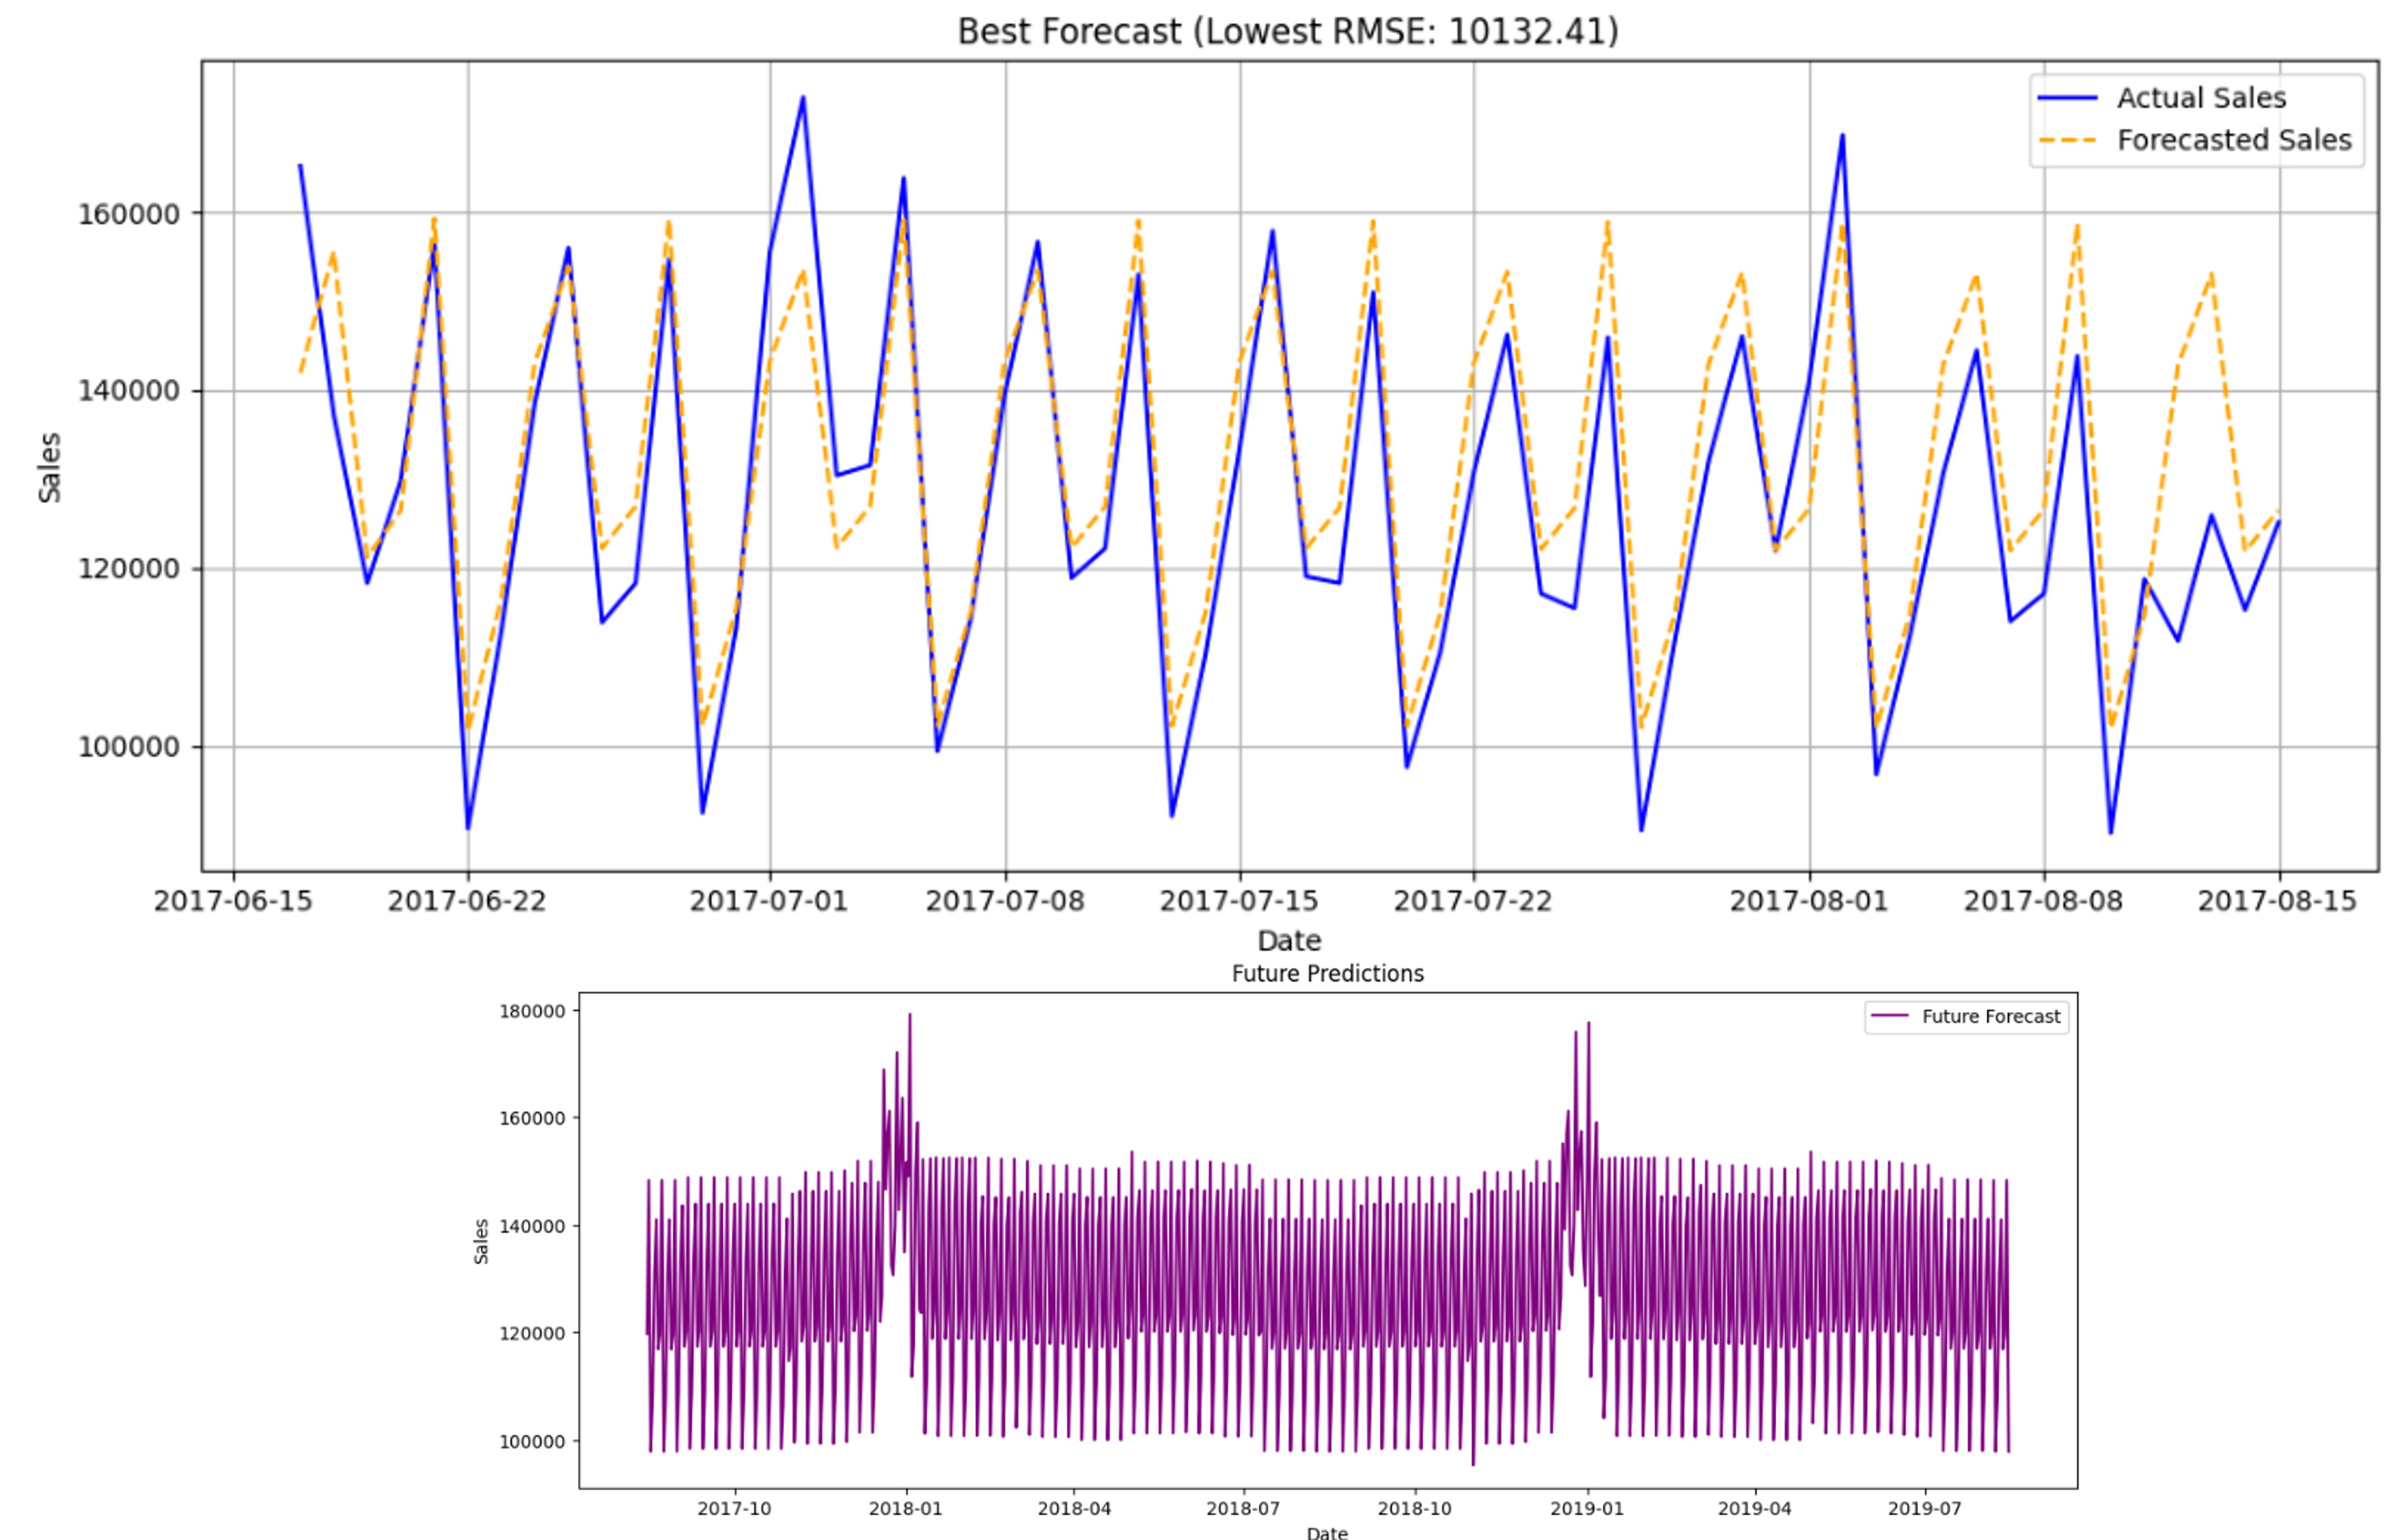 Best Forecast (Lowest RMSE: 10132.41)
Actual Sales
Forecasted Sales
160000
140000
120000
100000
Sales
2017-06-15 2017-06-22 2017-07-01 2017-07-08 2017-07-15 2017-07-22 2017-08-01 2017-08-08 2017-08-15
Date
Future Predictions
Future Forecast
180000
160000
140000
120000
100000
Sales
2017-10 2018-01 2018-04 2018-07 2018-10 2019-01 2019-04 2019-07
Date